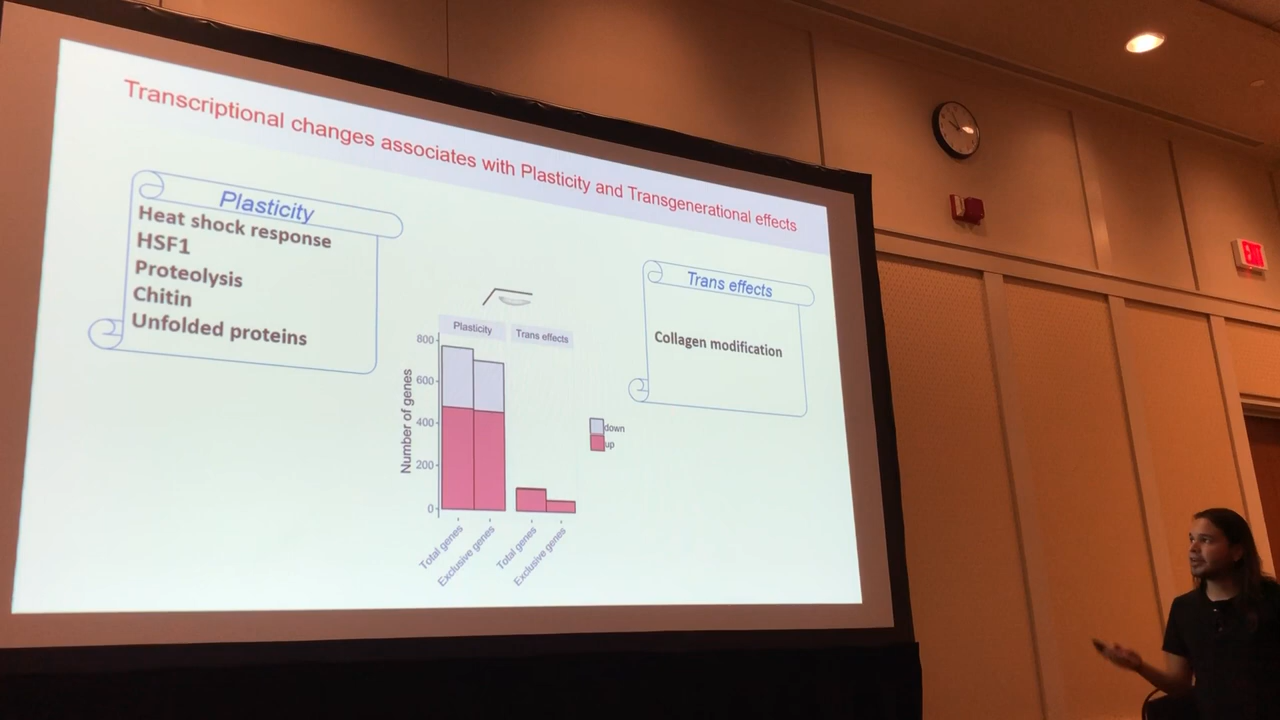 Transcriptional changes associates with Plasticity and Transgenerational effects
Plasticity
Heat shock response
HSF1
Proteolysis
Chitin
Unfolded proteins
Trans effects
Collagen modification
Plasticity
Trans effects
Number of genes
800
600
400
200
0
Total genes
Exclusive genes
Total genes
Exclusive genes
down
up
EXIT